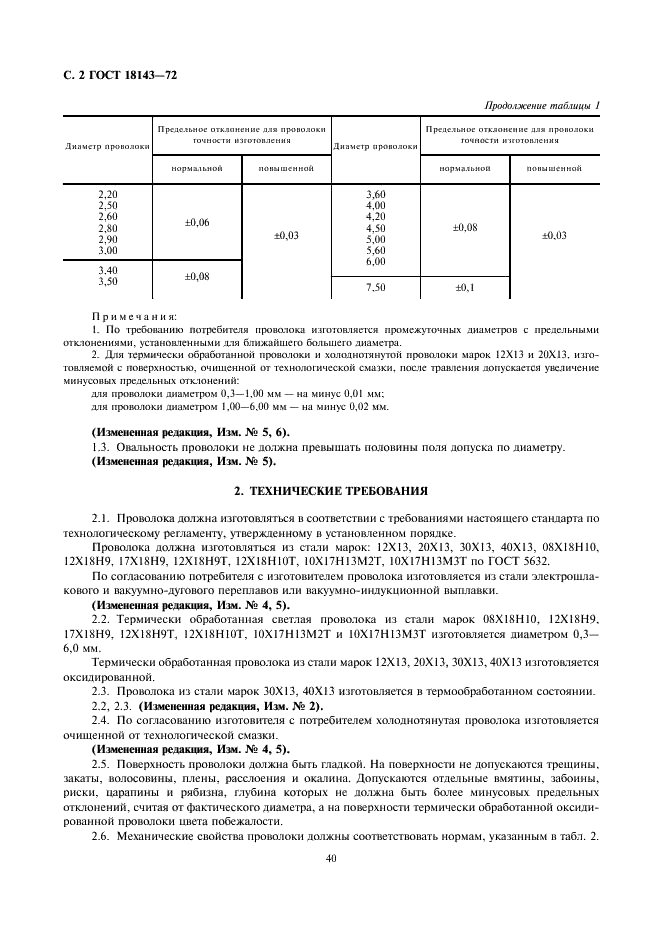 С. 2 ГОСТ 18143—72
Продолжение таблицы 1
Диаметр проволоки
Предельное отклонение для проволоки
точности изготовления
нормальной
повышенной
Диаметр проволоки
Предельное отклонение для проволоки
точности изготовления
нормальной
повышенной
2,20
2,50
2,60
2,80
2,90
3,00
±0,06
3,40
3,50
±0,08
±0,03
3,60
4,00
4,20
4,50
5,00
5,60
6,00
±0,08
7,50
±0,1
±0,03
Примечания:
1. По требованию потребителя проволока изготовляется промежуточных диаметров с предельными
отклонениями, установленными для ближайшего большего диаметра.
2. Для термически обработанной проволоки и холоднотянутой проволоки марок 12Х13 и 20Х13, изго-
товляемой с поверхностью, очищенной от технологической смазки, после травления допускается увеличение
минусовых предельных отклонений:
для проволоки диаметром 0,3—1,00 мм — на минус 0,01 мм;
для проволоки диаметром 1,00—6,00 мм — на минус 0,02 мм.
(Измененная редакция, Изм. № 5, 6).
1.3. Овальность проволоки не должна превышать половины поля допуска по диаметру.
(Измененная редакция, Изм. № 5).
2. ТЕХНИЧЕСКИЕ ТРЕБОВАНИЯ
2.1. Проволока должна изготовляться в соответствии с требованиями настоящего стандарта по
технологическому регламенту, утвержденному в установленном порядке.
Проволока должна изготовляться из стали марок: 12Х13, 20Х13, 30Х13, 40Х13, 08Х18Н10,
12Х18Н9, 17Х18Н9, 12Х18Н9Т, 12Х18Н10Т, 10Х17Н13М2Т, 10Х17Н13М3Т по ГОСТ 5632.
По согласованию потребителя с изготовителем проволока изготовляется из стали электрошла-
кового и вакуумно-дугового переплавов или вакуумно-индукционной выплавки.
(Измененная редакция, Изм. № 4, 5).
2.2. Термически обработанная светлая проволока из стали марок 08Х18Н10, 12Х18Н9,
17Х18Н9, 12Х18Н9Т, 12Х18Н10Т, 10Х17Н13М2Т и 10Х17Н13М3Т изготовляется диаметром 0,3—
6,0 мм.
Термически обработанная проволока из стали марок 12Х13, 20Х13, 30Х13, 40Х13 изготовляется
оксидированной.
2.3. Проволока из стали марок 30Х13, 40Х13 изготовляется в термообработанном состоянии.
2.2, 2.3. (Измененная редакция, Изм. № 2).
2.4. По согласованию изготовителя с потребителем холоднотянутая проволока изготовляется
очищенной от технологической смазки.
(Измененная редакция, Изм. № 4, 5).
2.5. Поверхность проволоки должна быть гладкой. На поверхности не допускаются трещины,
закаты, волосовины, плены, расслоения и окалина. Допускаются отдельные вмятины, забоины,
риски, царапины и рябизна, глубина которых не должна быть более минусовых предельных
отклонений, считая от фактического диаметра, а на поверхности термически обработанной оксиди-
рованной проволоки цвета побежалости.
2.6. Механические свойства проволоки должны соответствовать нормам, указанным в табл. 2.
40